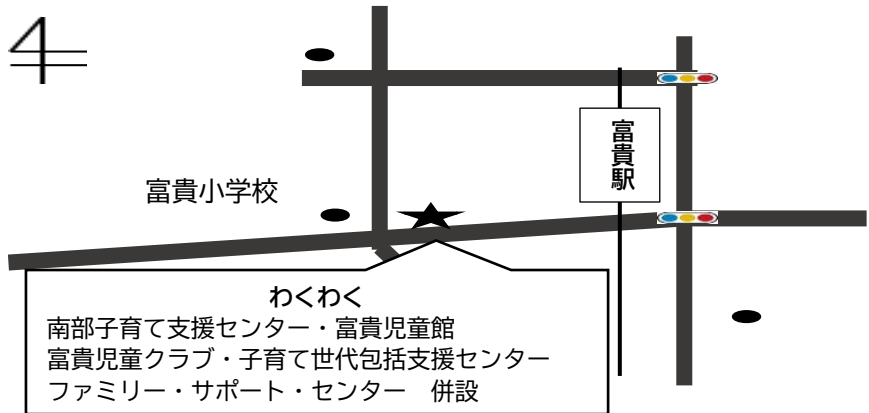 富貴駅
富貴小学校
わくわく
南部子育て支援センター・富貴児童館
富貴児童クラブ・子育て世代包括支援センター
ファミリー・サポート・センター　併設